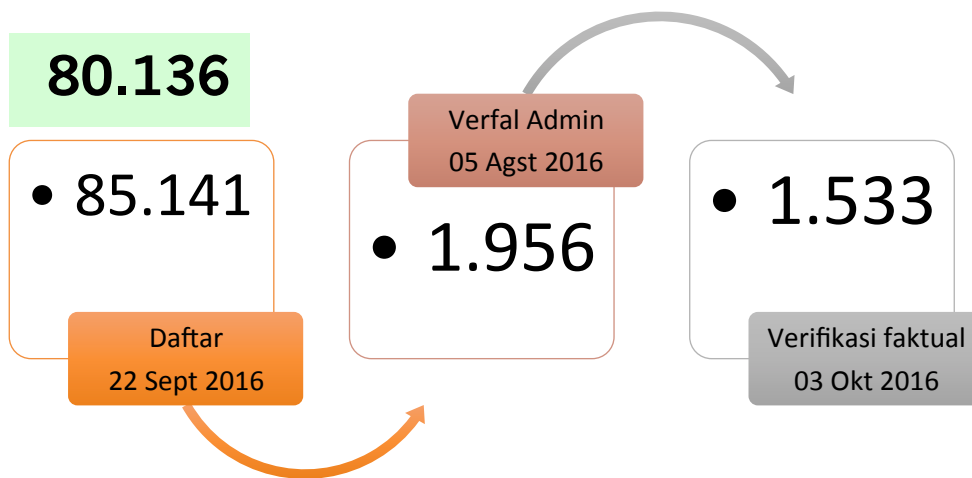 80.136
• 85.141
Daftar
22 Sept 2016
Verfal Admin
05 Agst 2016
• 1.956
• 1.533
Verifikasi faktual
03 Okt 2016